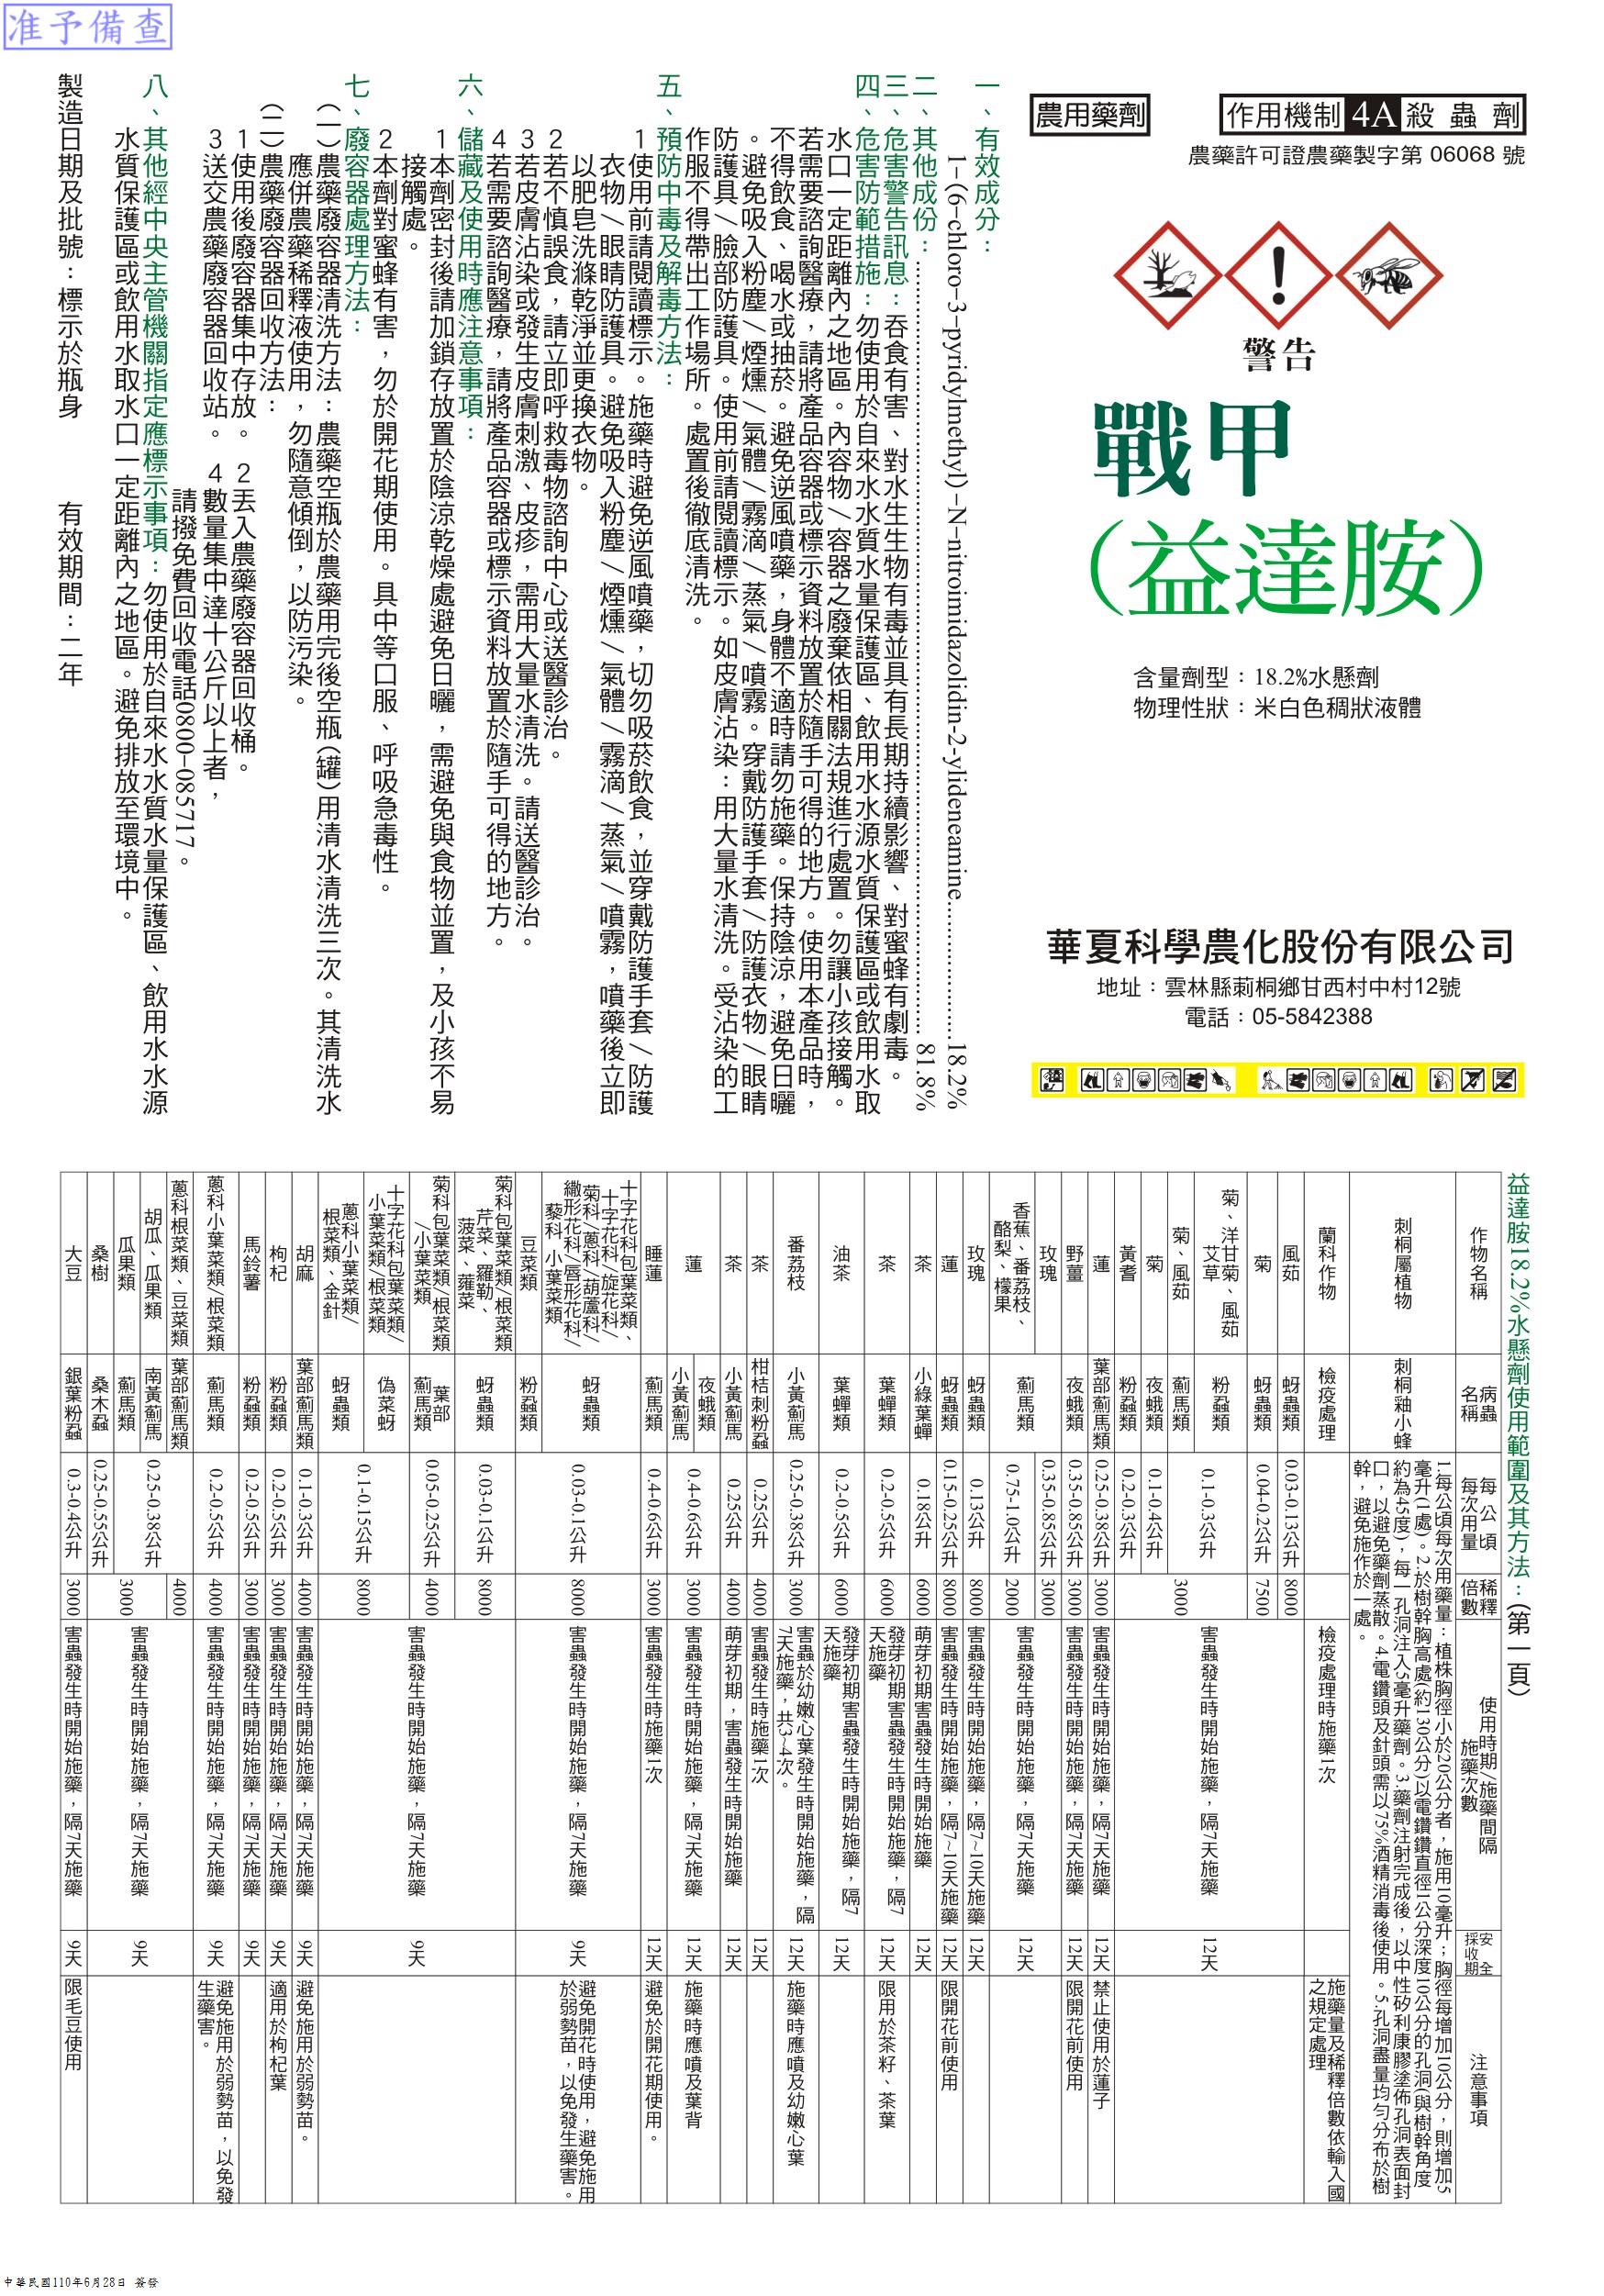 准予備查
農用藥劑
作用機制 4A 殺蟲劑
農藥許可證農藥製字第 06068 號
警告
戰甲
(益達胺)
含量劑型：18.2%水懸劑
物理性狀：米白色稠狀液體
華夏科學農化股份有限公司
地址：雲林縣莿桐鄉甘西村中村12號
電話：05-5842388
一、有效成分：
1-(6-chloro-3-pyridylmethyl)-N-nitroimidazolidin-2-ylideneamine……………18.2%
二、其他成份：…………………………………………………………81.8%
三、危害警告訊息：吞食有害、對水生生物有毒並具有長期持續影響、對蜜蜂有劇毒。
四、危害防範措施：勿使用於自來水水質水量保護區、飲用水水源水質保護區或飲用水取
水口一定距離內之地區。內容物／容器之廢棄依相關法規進行處置。勿讓小孩接觸。
若需要諮詢醫療，請將產品容器或標示資料放置於隨手可得的地方。使用本產品時，
不得飲食、喝水或抽菸。避免逆風噴藥，身體不適時請勿施藥。保持陰涼，避免日曬
。避免吸入粉塵／煙燻／氣體／霧滴／蒸氣／噴霧。穿戴防護手套／防護衣物／眼睛
防護具／臉部防護具。使用前請閱讀標示。如皮膚沾染：用大量水清洗。受沾染的工
作服不得帶出工作場所。處置後徹底清洗。
五、預防中毒及解毒方法：
1使用前請閱讀標示。施藥時避免逆風噴藥，切勿吸菸飲食，並穿戴防護手套／防護
衣物／眼睛防護具。避免吸入粉塵／煙燻／氣體／霧滴／蒸氣／噴霧，噴藥後立即
以肥皂洗滌乾淨並更換衣物。
2若不慎誤食，請立即呼救毒物諮詢中心或送醫診治。
3若皮膚沾染或發生皮膚刺激、皮疹，需用大量水清洗。請送醫診治。
4若需要諮詢醫療，請將產品容器或標示資料放置於隨手可得的地方。
六、儲藏及使用時應注意事項：
1本劑密封後請加鎖存放置於陰涼乾燥處避免日曬，需避免與食物並置，及小孩不易
接觸處。
2本劑對蜜蜂有害，勿於開花期使用。具中等口服、呼吸急毒性。
七、廢容器處理方法：
(一)農藥廢容器清洗方法：農藥空瓶於農藥用完後空瓶(罐)用清水清洗三次。其清洗水
應併農藥稀釋液使用，勿隨意傾倒，以防污染。
(二)農藥廢容器回收方法：
1使用後廢容器集中存放。 2丟入農藥廢容器回收桶。
3送交農藥廢容器回收站。 4數量集中達十公斤以上者，
請撥免費回收電話0800-085717。
八、其他經中央主管機關指定應標示事項：勿使用於自來水水質水量保護區、飲用水水源
水質保護區或飲用水取水口一定距離內之地區。避免排放至環境中。
製造日期及批號：標示於瓶身 有效期間：二年
益達胺18.2%水懸劑使用範圍及其方法：(第一頁)
作物名稱 病蟲名稱 每公頃每次用量 稀釋倍數 使用時期/施藥間隔施藥次數 安全採收期 注意事項
刺桐屬植物 刺桐釉小蜂
1.每公頃每次用藥量：植株胸徑小於20公分者，施用10毫升；胸徑每增加10公分，則增加5
毫升(1處)。2.於樹幹胸高處(約130公分)以電鑽鑽直徑1公分深度10公分的孔洞(與樹幹角度
約為45度)，每一孔洞注入5毫升藥劑。3.藥劑注射完成後，以中性矽利康膠塗佈孔洞表面封
口，以避免藥劑蒸散。4.電鑽頭及針頭需以75%酒精消毒後使用。5.孔洞盡量均勻分布於樹
幹，避免施作於一處。
蘭科作物 檢疫處理 檢疫處理時施藥1次 施藥量及稀釋倍數依輸入國之規定處理
風茹 蚜蟲類 0.03-0.13公升 8000 害蟲發生時開始施藥，隔7天施藥 12天
菊 蚜蟲類 0.04-0.2公升 7500
菊、洋甘菊、風茹 艾草 粉蝨類 0.1-0.3公升 3000
菊、風茹 薊馬類
菊 夜蛾類 0.1-0.4公升
黃耆 粉蝨類 0.2-0.3公升
蓮 葉部薊馬類 0.25-0.38公升 3000 害蟲發生時開始施藥，隔7天施藥 12天 禁止使用於蓮子
野薑 夜蛾類 0.35-0.85公升 3000 害蟲發生時開始施藥，隔7天施藥 12天 限開花前使用
玫瑰 薊馬類 0.35-0.85公升 3000 害蟲發生時開始施藥，隔7天施藥 12天
香蕉、番荔枝、酪梨、檬果 0.75-1.0公升 2000
玫瑰 蚜蟲類 0.13公升 8000 害蟲發生時開始施藥，隔7~10天施藥 12天
蓮 蚜蟲類 0.15-0.25公升 8000 害蟲發生時開始施藥，隔7~10天施藥 12天 限開花前使用
茶 小綠葉蟬 0.18公升 6000 萌芽初期害蟲發生時開始施藥 12天
茶 葉蟬類 0.2-0.5公升 6000 發芽初期害蟲發生時開始施藥，隔7天施藥 12天 限用於茶籽、茶葉
油茶 葉蟬類 0.2-0.5公升 6000 發芽初期害蟲發生時開始施藥，隔7天施藥 12天
番荔枝 小黃薊馬 0.25-0.38公升 3000 害蟲於幼嫩心葉發生時開始施藥，隔7天施藥，共3~4次。 12天 施藥時應噴及幼嫩心葉
茶 柑桔刺粉蝨 0.25公升 4000 害蟲發生時施藥1次 12天
茶 小黃薊馬 0.25公升 4000 萌芽初期，害蟲發生時開始施藥 12天
蓮 夜蛾類 小黃薊馬 0.4-0.6公升 3000 害蟲發生時開始施藥，隔7天施藥 12天 施藥時應噴及葉背
睡蓮 薊馬類 0.4-0.6公升 3000 害蟲發生時施藥1次 12天 避免於開花期使用。
十字花科包葉菜類、十字花科/旋花科/菊科/蔥科/葫蘆科/繖形花科/唇形花科/藜科 小葉菜類 蚜蟲類 0.03-0.1公升 8000 害蟲發生時開始施藥，隔7天施藥 9天 避免開花時使用，避免施用於弱勢苗，以免發生藥害。
豆菜類 粉蝨類
菊科包葉菜類/根菜類 芹菜、羅勒、菠菜、蕹菜 蚜蟲類 0.03-0.1公升 8000 害蟲發生時開始施藥，隔7天施藥 9天
菊科包葉菜類/根菜類/小葉菜類 葉部薊馬類 0.05-0.25公升 4000
十字花科包葉菜類/小葉菜類/根菜類 偽菜蚜 0.1-0.15公升 8000
蔥科小葉菜類/根菜類、金針 蚜蟲類
胡麻 葉部薊馬類 0.1-0.3公升 4000 害蟲發生時開始施藥，隔7天施藥 9天 避免施用於弱勢苗。
枸杞 粉蝨類 0.2-0.5公升 3000 害蟲發生時開始施藥，隔7天施藥 9天 適用於枸杞葉
馬鈴薯 粉蝨類 0.2-0.5公升 3000 害蟲發生時開始施藥，隔7天施藥 9天
蔥科小葉菜類/根菜類 薊馬類 0.2-0.5公升 4000 害蟲發生時開始施藥，隔7天施藥 9天 避免施用於弱勢苗，以免發生藥害。
蔥科根菜類、豆菜類 葉部薊馬類 0.25-0.38公升 4000 害蟲發生時開始施藥，隔7天施藥 9天
胡瓜、瓜果類 南黃薊馬 3000
瓜果類 薊馬類
桑樹 桑木蝨 0.25-0.55公升
大豆 銀葉粉蝨 0.3-0.4公升 3000 害蟲發生時開始施藥，隔7天施藥 9天 限毛豆使用
中華民國110年6月28日 簽發